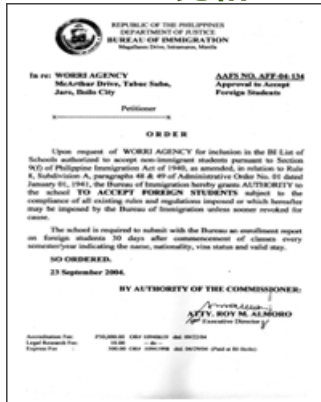 REPUBLIC OF THE PHILIPPINES
DEPARTMENT OF JUSTICE
BUREAU OF IMMIGRATION
Magallanes Drive, Intramuros, Manila
In re: WORRI AGENCY
McArthur Drive, Tabuc Suba,
Jaro, Iloilo City
Petitioner
x                    x
AAFS NO. AFF-04-134
Approval to Accept
Foreign Students
O R D E R
Upon request of WORRI AGENCY for inclusion in the BI List of
Schools authorized to accept non-immigrant students pursuant to Section
9(f) of Philippine Immigration Act of 1940, as amended, in relation to Rule
8, Subdivision A, paragraphs 48 & 49 of Administrative Order No. 01 dated
January 01, 1941, the Bureau of Immigration hereby grants AUTHORITY to
the school TO ACCEPT FOREIGN STUDENTS subject to the
compliance of all existing rules and regulations imposed or which hereafter
may be imposed by the Bureau of Immigration unless sooner revoked for
cause.
The school is required to submit with the Bureau an enrollment report
on foreign students 30 days after commencement of classes every
semester/year indicating the name, nationality, visa status and valid stay.
SO ORDERED.
23 September 2004.
BY AUTHORITY OF THE COMMISSIONER:
ATTY. ROY M. ALMORO
Executive Director
Accreditation Fee:
Legal Research Fee: 10.00 - do -
Express Fee : 500.00